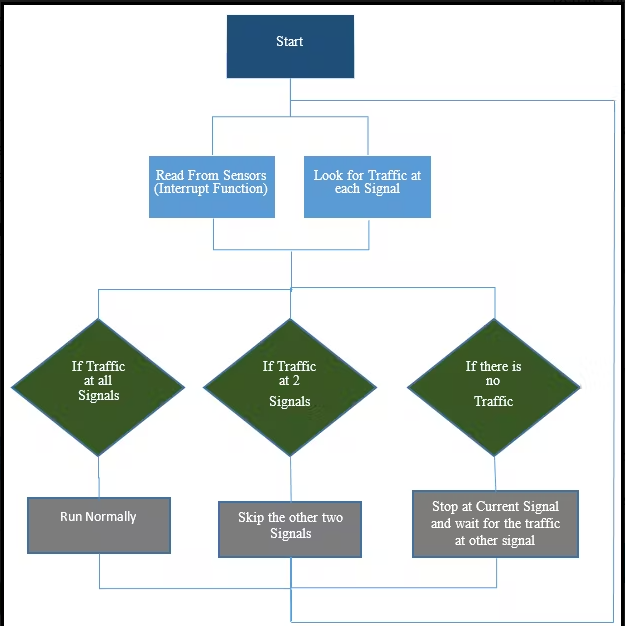 Start
Read From Sensors
(Interrupt Function)
Look for Traffic at
each Signal
If Traffic
at all
Signals
If Traffic
at 2
Signals
If there is
no
Traffic
Run Normally
Skip the other two
Signals
Stop at Current Signal
and wait for the traffic
at other signal